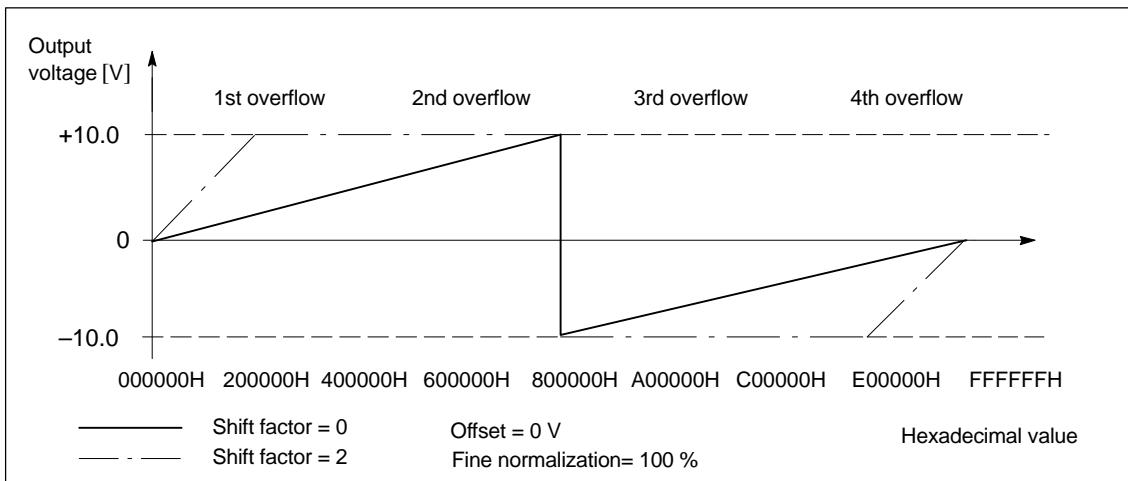 Output
voltage [V]
1st overflow 2nd overflow 3rd overflow 4th overflow
+10.0
0
–10.0
000000H 200000H 400000H 600000H 800000H A00000H C00000H E00000H FFFFFFH
Shift factor = 0 Offset = 0 V Hexadecimal value
Shift factor = 2 Fine normalization= 100 %